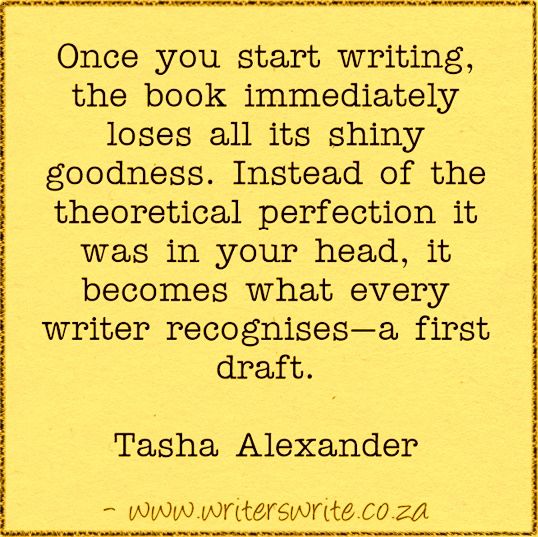 Once you start writing,
the book immediately
loses all its shiny
goodness. Instead of the
theoretical perfection it
was in your head, it
becomes what every
writer recognises—a first
draft.
Tasha Alexander
- www.writerswrite.co.za